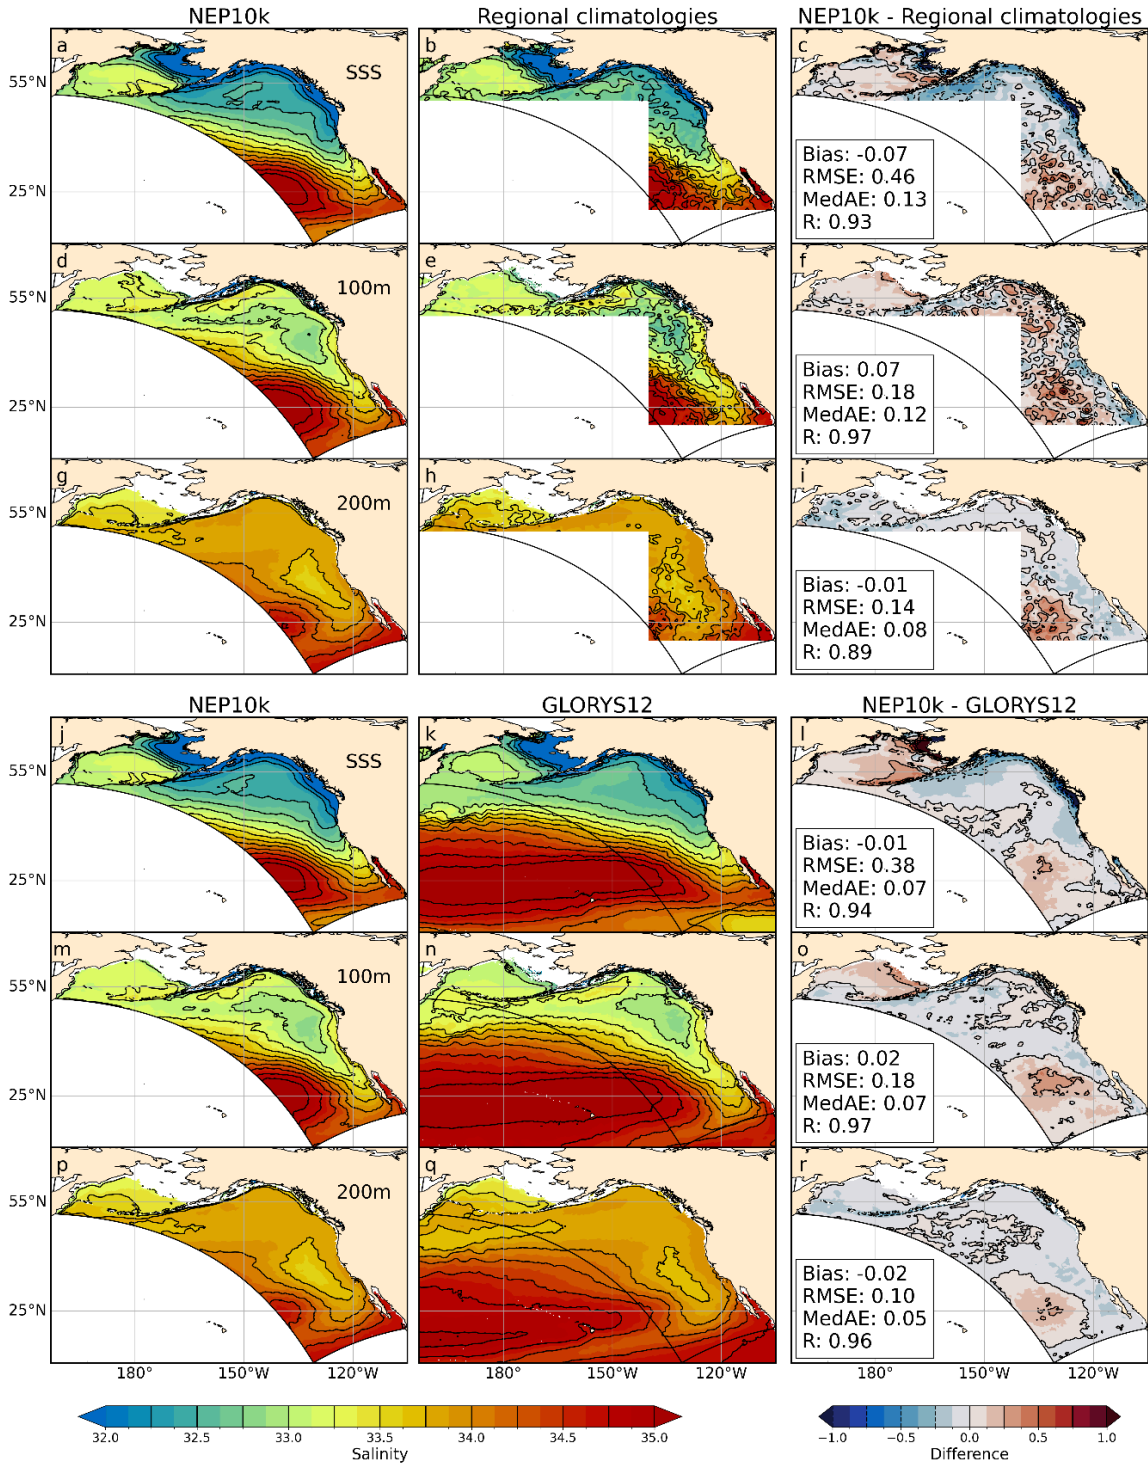 NEP10k
Regional climatologies
NEP10k - Regional climatologies
a
SSS
b
c
55°N
25°N
Bias: -0.07
RMSE: 0.46
MedAE: 0.13
R: 0.93
d
100m
e
f
55°N
25°N
Bias: 0.07
RMSE: 0.18
MedAE: 0.12
R: 0.97
g
200m
h
i
55°N
25°N
Bias: -0.01
RMSE: 0.14
MedAE: 0.08
R: 0.89
NEP10k
GLORYS12
NEP10k - GLORYS12
j
SSS
k
l
55°N
25°N
Bias: -0.01
RMSE: 0.38
MedAE: 0.07
R: 0.94
m
100m
n
o
55°N
25°N
Bias: 0.02
RMSE: 0.18
MedAE: 0.07
R: 0.97
p
200m
q
r
55°N
25°N
Bias: -0.02
RMSE: 0.10
MedAE: 0.05
R: 0.96
180° 150°W 120°W
180° 150°W 120°W
180° 150°W 120°W
32.0 32.5 33.0 33.5 34.0 34.5 35.0
Salinity
−1.0 −0.5 0.0 0.5 1.0
Difference